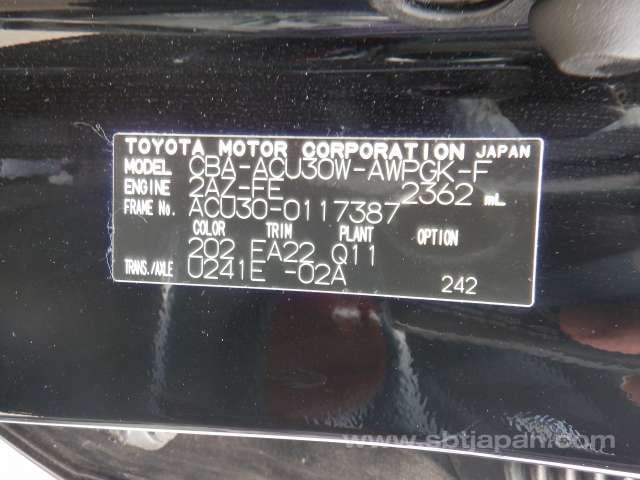 TOYOTA MOTOR CORPORATION JAPAN
MODEL CBA-ACU30W-AWPGK-F
ENGINE 2AZ-FE 2362 mL
FRAME No. ACU30-0117387
COLOR TRIM PLANT OPTION
202 FA22 Q11
TRANS./AXLE U241E -02A 242
www.sbtjapan.com/